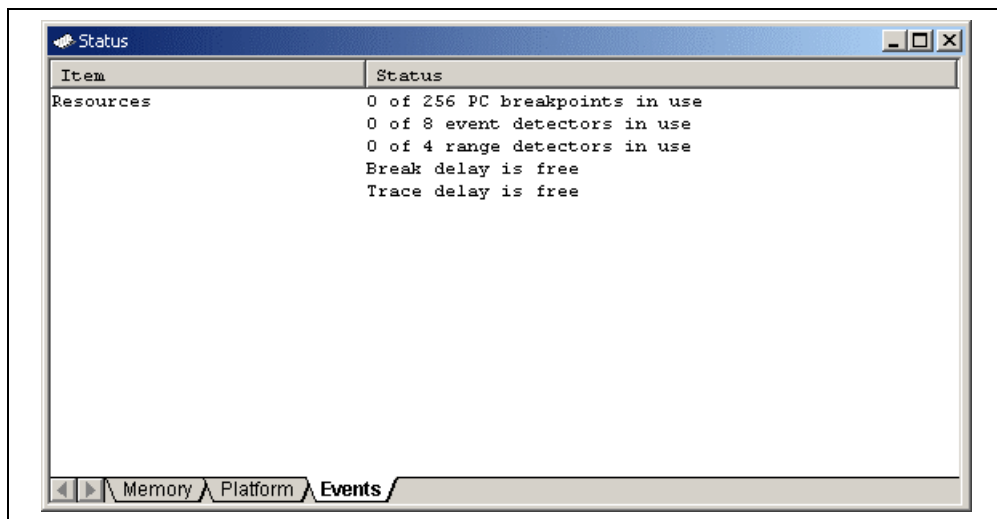 Status
Item Status
Resources 0 of 256 PC breakpoints in use
0 of 8 event detectors in use
0 of 4 range detectors in use
Break delay is free
Trace delay is free
Memory Platform Events